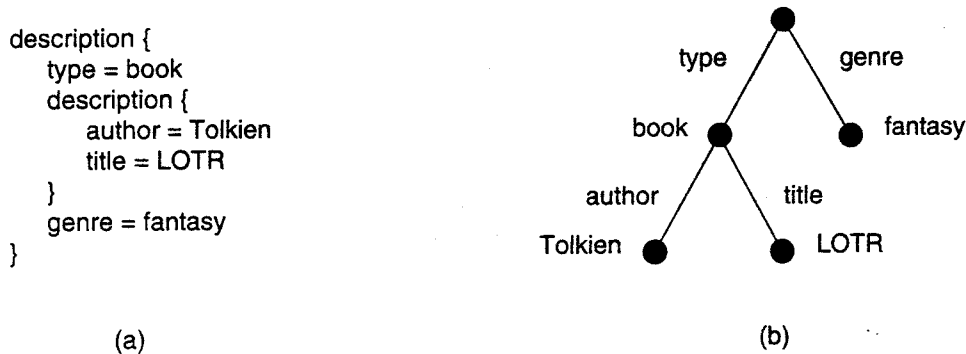 description {
type = book
description {
author = Tolkien
title = LOTR
}
genre = fantasy
}
(a)
type genre
book fantasy
author title
Tolkien LOTR
(b)